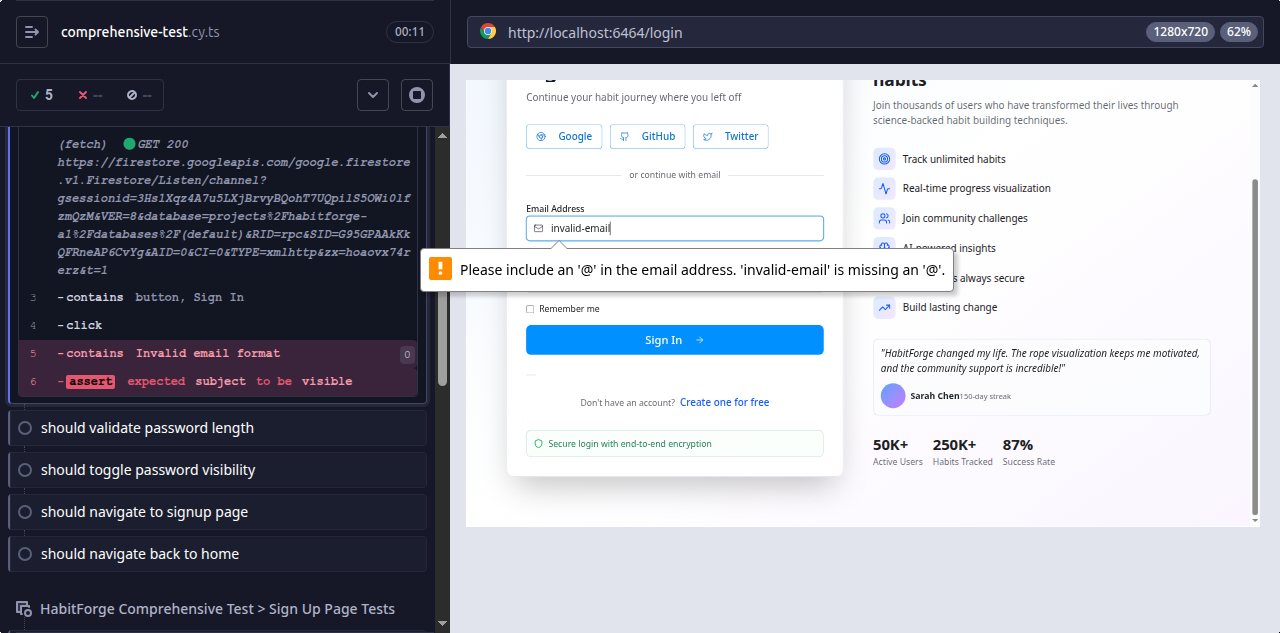 comprehensive-test.cy.ts
00:11
http://localhost:6464/login
1280x720
62%
5
--
--
(fetch) GET 200
https://firestore.googleapis.com/google.firestore
.v1.Firestore/Listen/channel?
gsessionid=3HslXqz4A7u5LXjBrvyBQohT7UQpilS5OWi0lf
zmQzM&VER=8&database=projects%2Fhabitforge-
a1%2Fdatabases%2F(default)&RID=rpc&SID=G95GPAAkKk
QFRneAP6CvYg&AID=0&CI=0&TYPE=xmlhttp&zx=hoaovx74r
erz&t=1
3 -contains button, Sign In
4 -click
5 -contains Invalid email format 0
6 -assert expected subject to be visible
should validate password length
should toggle password visibility
should navigate to signup page
should navigate back to home
HabitForge Comprehensive Test > Sign Up Page Tests
Continue your habit journey where you left off
Google
GitHub
Twitter
or continue with email
Email Address
invalid-email
Please include an '@' in the email address. 'invalid-email' is missing an '@'.
Remember me
Sign In
Don't have an account? Create one for free
Secure login with end-to-end encryption
habits
Join thousands of users who have transformed their lives through
science-backed habit building techniques.
Track unlimited habits
Real-time progress visualization
Join community challenges
AI-powered insights
always secure
Build lasting change
"HabitForge changed my life. The rope visualization keeps me motivated,
and the community support is incredible!"
Sarah Chen 150-day streak
50K+ 250K+ 87%
Active Users Habits Tracked Success Rate